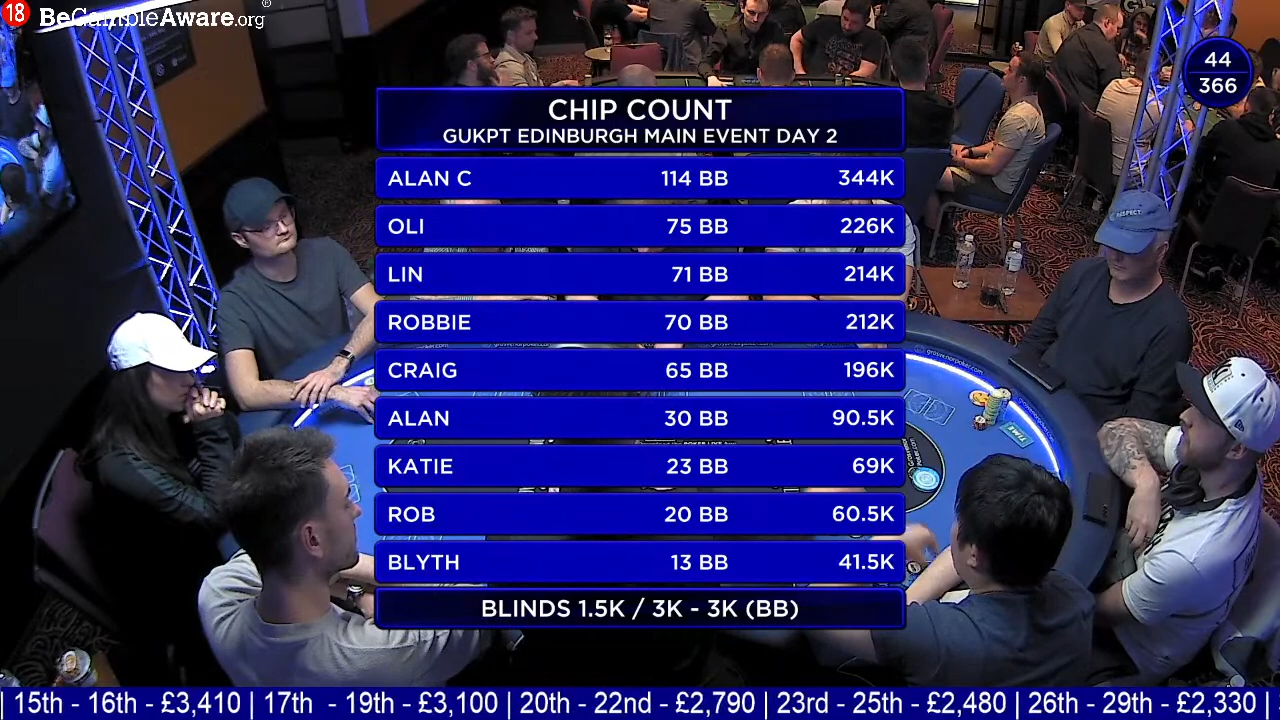 18 BeGambleAware.org®
44
366
CHIP COUNT
GUKPT EDINBURGH MAIN EVENT DAY 2
ALAN C 114 BB 344K
OLI 75 BB 226K
LIN 71 BB 214K
ROBBIE 70 BB 212K
CRAIG 65 BB 196K
ALAN 30 BB 90.5K
KATIE 23 BB 69K
ROB 20 BB 60.5K
BLYTH 13 BB 41.5K
BLINDS 1.5K / 3K - 3K (BB)
RESPECT
grosvenorpoker.com
TIME
| 15th - 16th - £3,410 | 17th - 19th - £3,100 | 20th - 22nd - £2,790 | 23rd - 25th - £2,480 | 26th - 29th - £2,330 |